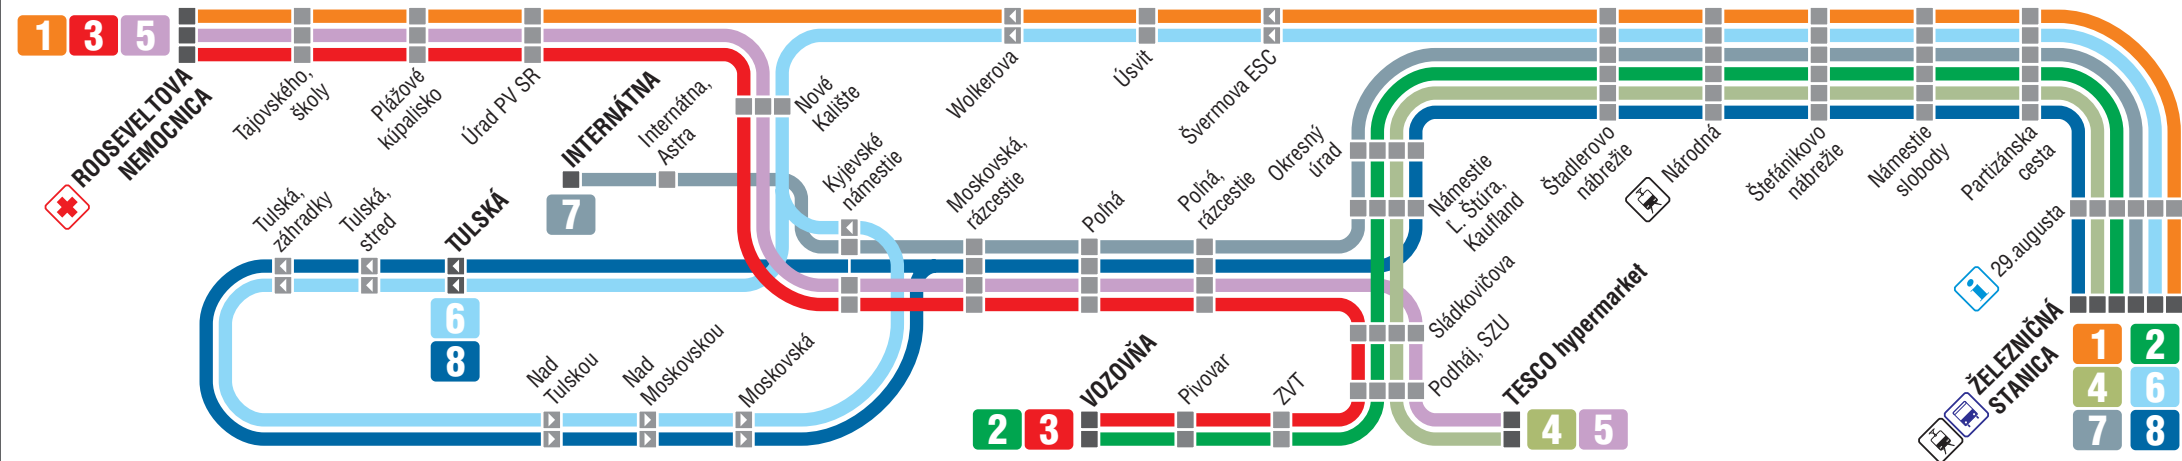 1 3 5
ROOSEVELTOVA
NEMOCNICA
Tajovského,
školy
Plážové
kúpalisko
Úrad PV SR
INTERNÁTNA
7
Internátna,
Astra
Nové
Kalište
Kyjevské
námestie
Wolkerova
Úsvit
Švermova ESC
Moskovská,
rázcestie
Poľná
Poľná,
rázcestie
Okresný
úrad
Námestie
Ľ. Štúra,
Kaufland
Štadlerovo
nábrežie
Národná
Štefánikovo
nábrežie
Námestie
slobody
Partizánska
cesta
29.augusta
i
ŽELEZNIČNÁ
STANICA
1 2
4 6
7 8
Tulská,
záhradky
Tulská,
stred
TULSKÁ
6
8
Nad
Tulskou
Nad
Moskovskou
Moskovská
2 3
VOZOVŇA
Pivovar
ZVT
Sládkovičova
Podháj, SZU
TESCO hypermarket
4 5